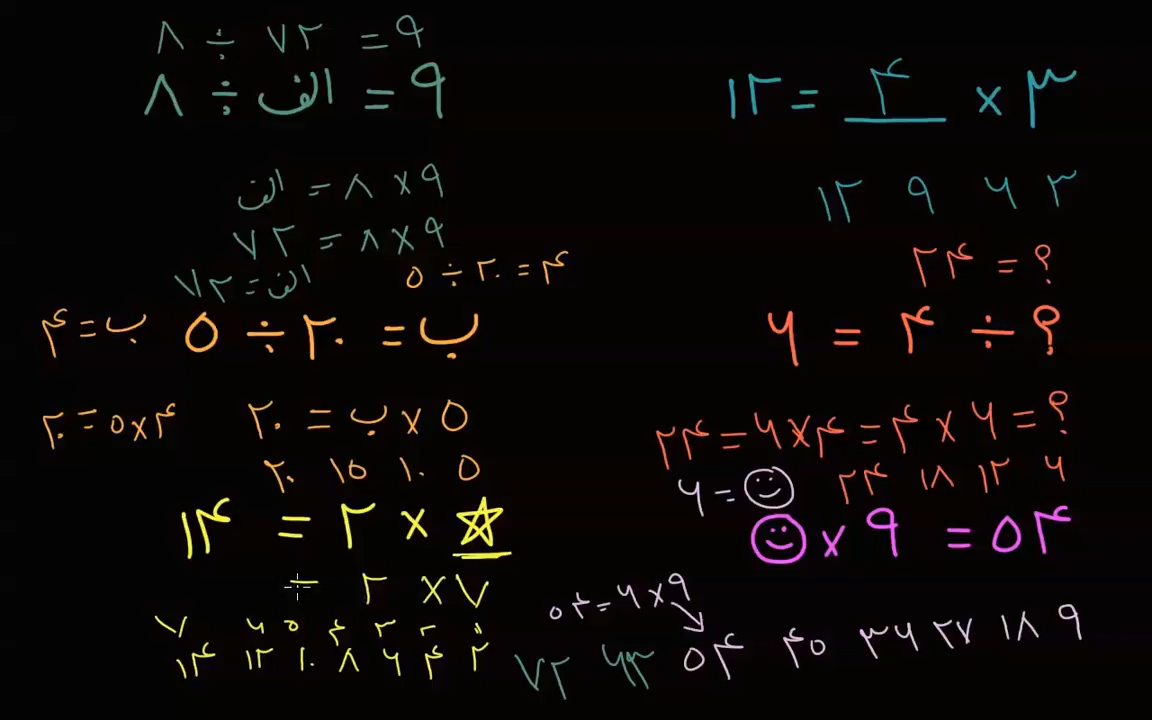 ۳ × ۴ = ۱۲
۳ ۶ ۹ ۱۲
؟ = ۲۴
؟ ÷ ۴ = ۶
؟ = ۶ × ۴ = ۴ × ۶ = ۲۴
۶ ۱۲ ۱۸ ۲۴
☺ = ۶
۵۴ = ۹ × ☺
۹ × ۶ = ۵۴
۹ ۱۸ ۲۷ ۳۶ ۴۵ ۵۴ ۶۳ ۷۲
۹ = ۷۲ ÷ ۸
۹ = الف ÷ ۸
۹ × ۸ = الف
۹ × ۸ = ۷۲
الف = ۷۲
۴ = ۲۰ ÷ ۵
ب = ۲۰ ÷ ۵
ب = ۴
۵ × ب = ۲۰
۴ × ۵ = ۲۰
۵ ۱۰ ۱۵ ۲۰
☆ × ۲ = ۱۴
۷ × ۲ =
۱ ۲ ۳ ۴ ۵ ۶ ۷
۲ ۴ ۶ ۸ ۱۰ ۱۲ ۱۴